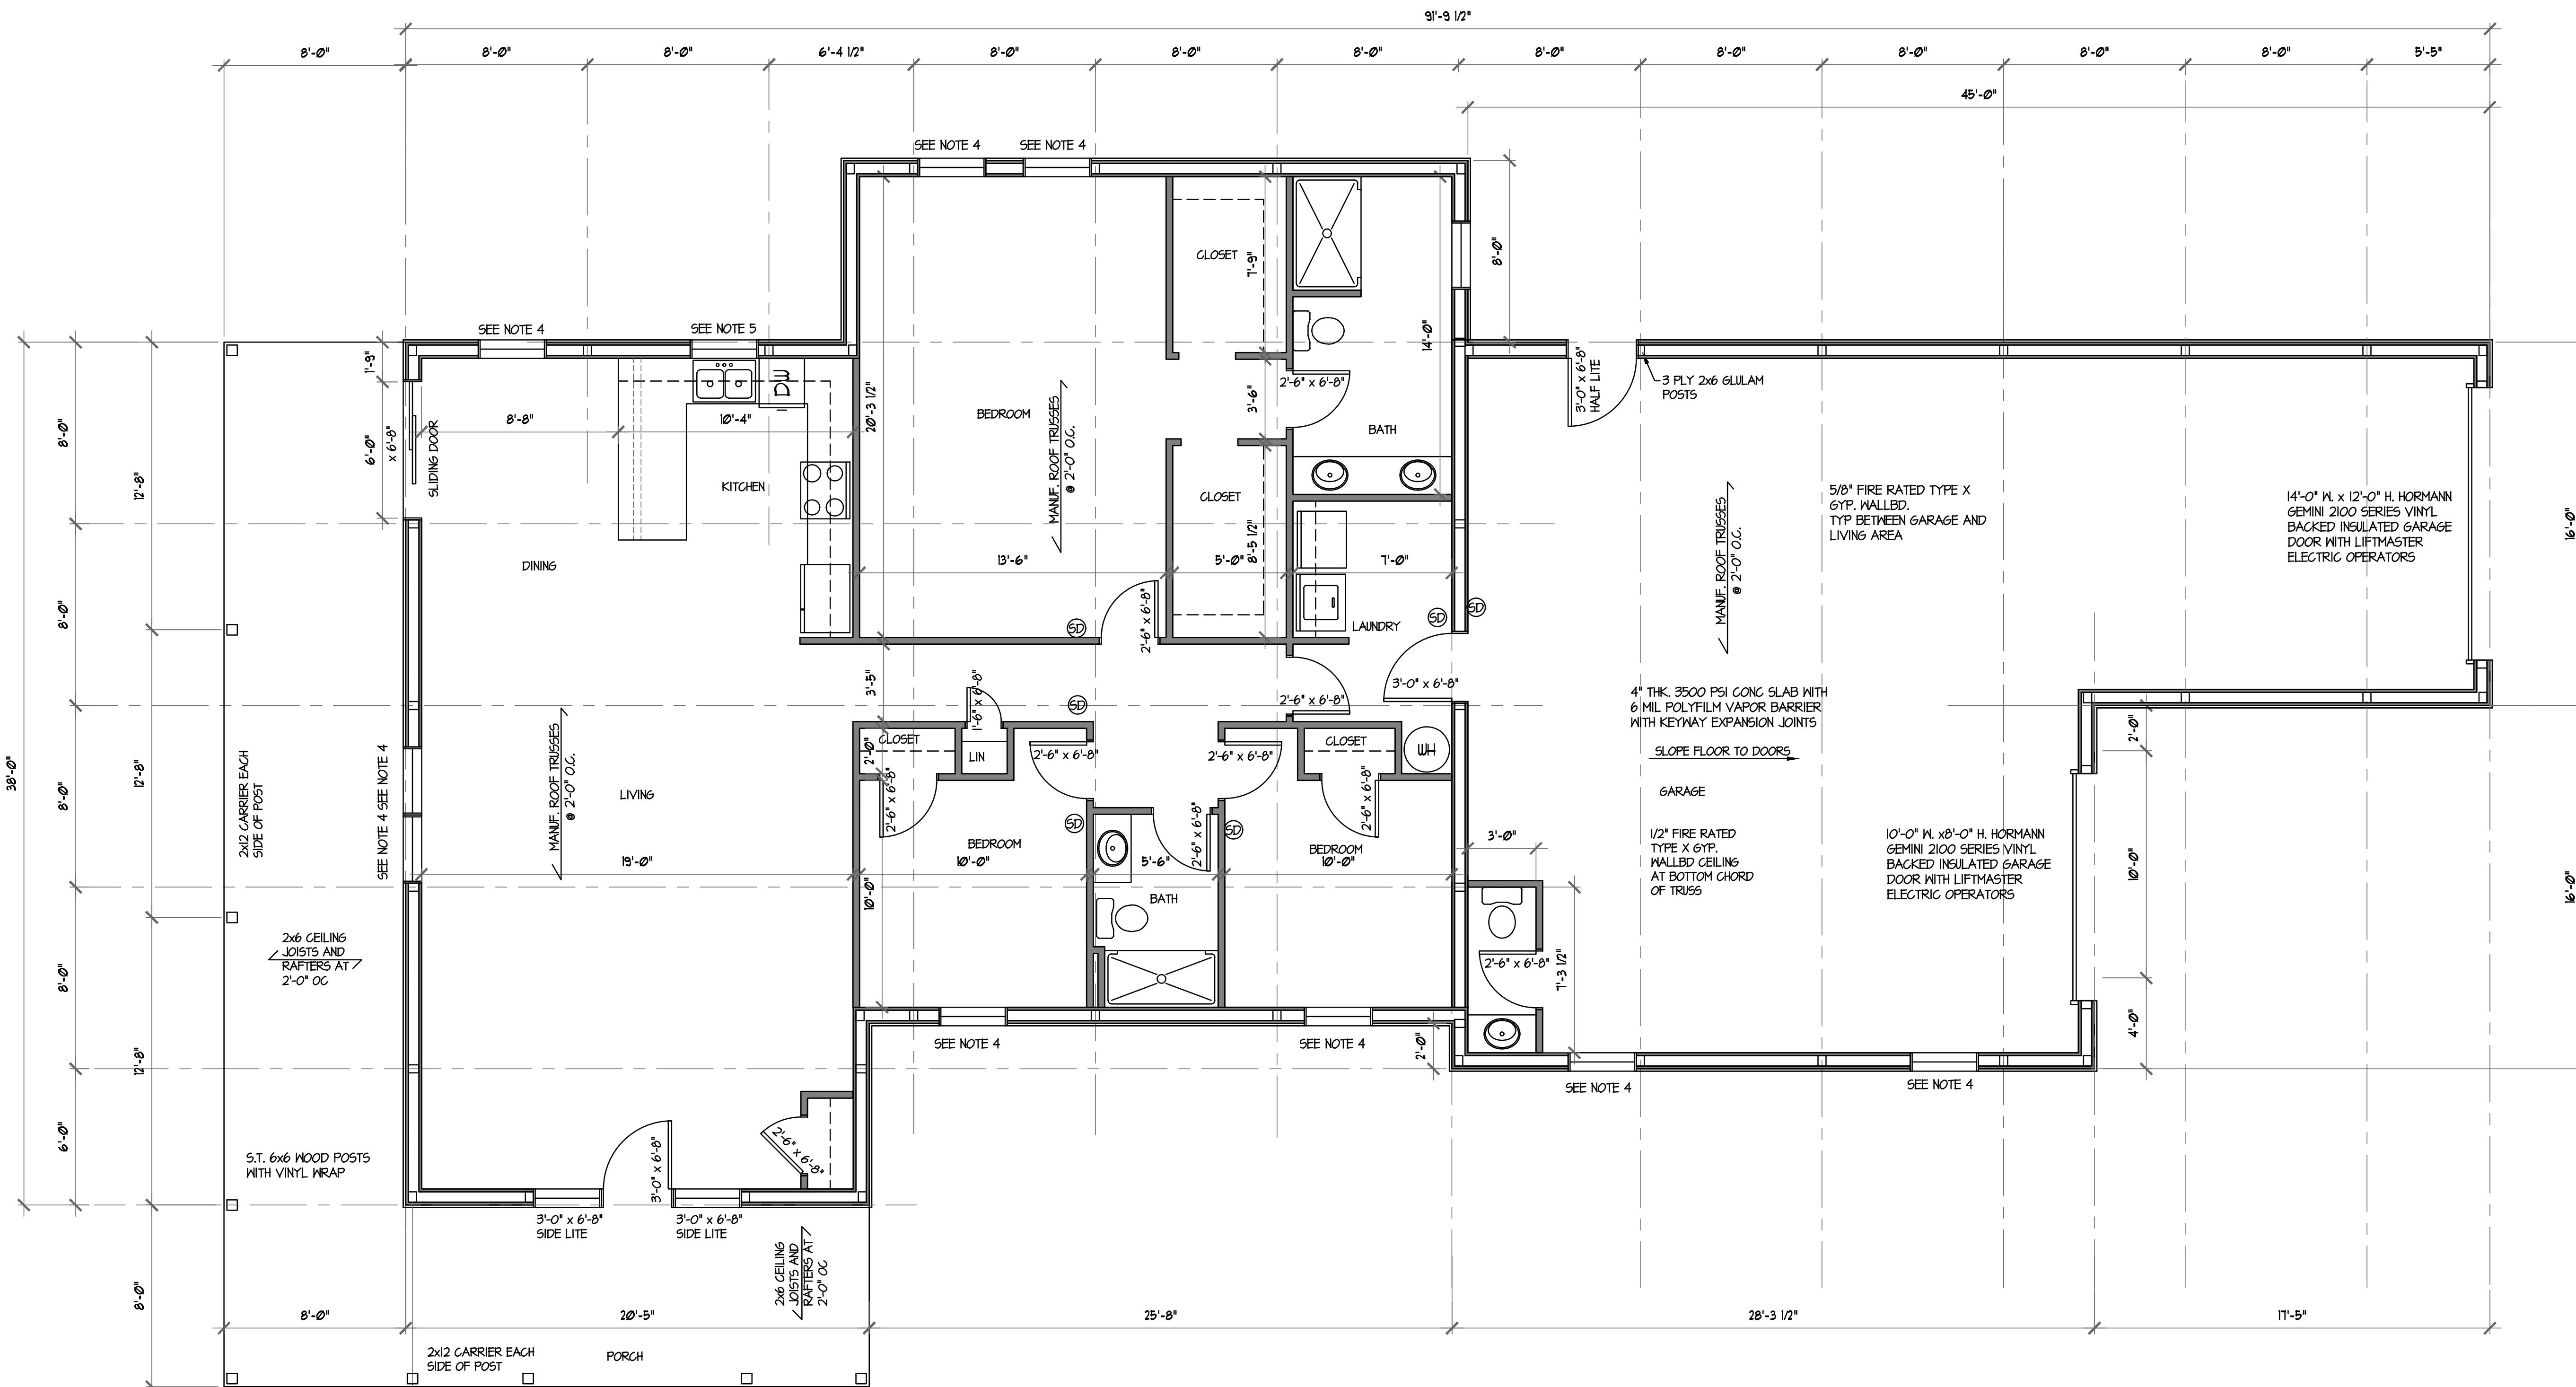 91'-9 1/2"
8'-0"
8'-0"
8'-0"
6'-4 1/2"
8'-0"
8'-0"
8'-0"
8'-0"
8'-0"
8'-0"
8'-0"
8'-0"
5'-5"
45'-0"
SEE NOTE 4
SEE NOTE 4
8'-0"
CLOSET
7'-9"
SEE NOTE 4
SEE NOTE 5
1'-9"
DW
14'-0"
2'-6" x 6'-8"
3'-0" x 6'-8"
HALF LITE
3 PLY 2x6 GLULAM
POSTS
6'-0"
x 6'-8"
SLIDING DOOR
8'-8"
10'-4"
20'-3 1/2"
BEDROOM
MANUF. ROOF TRUSSES
@ 2'-0" O.C.
3'-6"
BATH
KITCHEN
CLOSET
8'-5 1/2"
DINING
13'-6"
5'-0"
7'-0"
MANUF. ROOF TRUSSES
@ 2'-0" O.C.
5/8" FIRE RATED TYPE X
GYP. WALLBD.
TYP BETWEEN GARAGE AND
LIVING AREA
14'-0" W. x 12'-0" H. HORMANN
GEMINI 2100 SERIES VINYL
BACKED INSULATED GARAGE
DOOR WITH LIFTMASTER
ELECTRIC OPERATORS
16'-0"
8'-0"
12'-8"
8'-0"
SD
2'-6" x 6'-8"
LAUNDRY
SD
SD
3'-5"
1'-6" x 6'-8"
SD
2'-6" x 6'-8"
3'-0" x 6'-8"
4" THK. 3500 PSI CONC SLAB WITH
6 MIL POLYFILM VAPOR BARRIER
WITH KEYWAY EXPANSION JOINTS
SLOPE FLOOR TO DOORS
GARAGE
38'-0"
8'-0"
12'-8"
2x12 CARRIER EACH
SIDE OF POST
SEE NOTE 4 SEE NOTE 4
MANUF. ROOF TRUSSES
@ 2'-0" O.C.
LIVING
19'-0"
CLOSET
2'-0"
LIN
2'-6" x 6'-8"
2'-6" x 6'-8"
2'-6" x 6'-8"
CLOSET
WH
2'-6" x 6'-8"
2'-6" x 6'-8"
SD
SD
BEDROOM
10'-0"
10'-0"
5'-6"
BATH
BEDROOM
10'-0"
3'-0"
1/2" FIRE RATED
TYPE X GYP.
WALLBD CEILING
AT BOTTOM CHORD
OF TRUSS
10'-0" W. x8'-0" H. HORMANN
GEMINI 2100 SERIES VINYL
BACKED INSULATED GARAGE
DOOR WITH LIFTMASTER
ELECTRIC OPERATORS
2'-0"
10'-0"
4'-0"
16'-0"
2'-6" x 6'-8"
7'-3 1/2"
8'-0"
2x6 CEILING
JOISTS AND
RAFTERS AT
2'-0" OC
12'-8"
6'-0"
SEE NOTE 4
SEE NOTE 4
2'-0"
SEE NOTE 4
SEE NOTE 4
S.T. 6x6 WOOD POSTS
WITH VINYL WRAP
3'-0" x 6'-8"
2'-6" x 6'-8"
3'-0" x 6'-8"
SIDE LITE
3'-0" x 6'-8"
SIDE LITE
2x6 CEILING
JOISTS AND
RAFTERS AT
2'-0" OC
8'-0"
8'-0"
20'-5"
25'-8"
28'-3 1/2"
17'-5"
2x12 CARRIER EACH
SIDE OF POST
PORCH